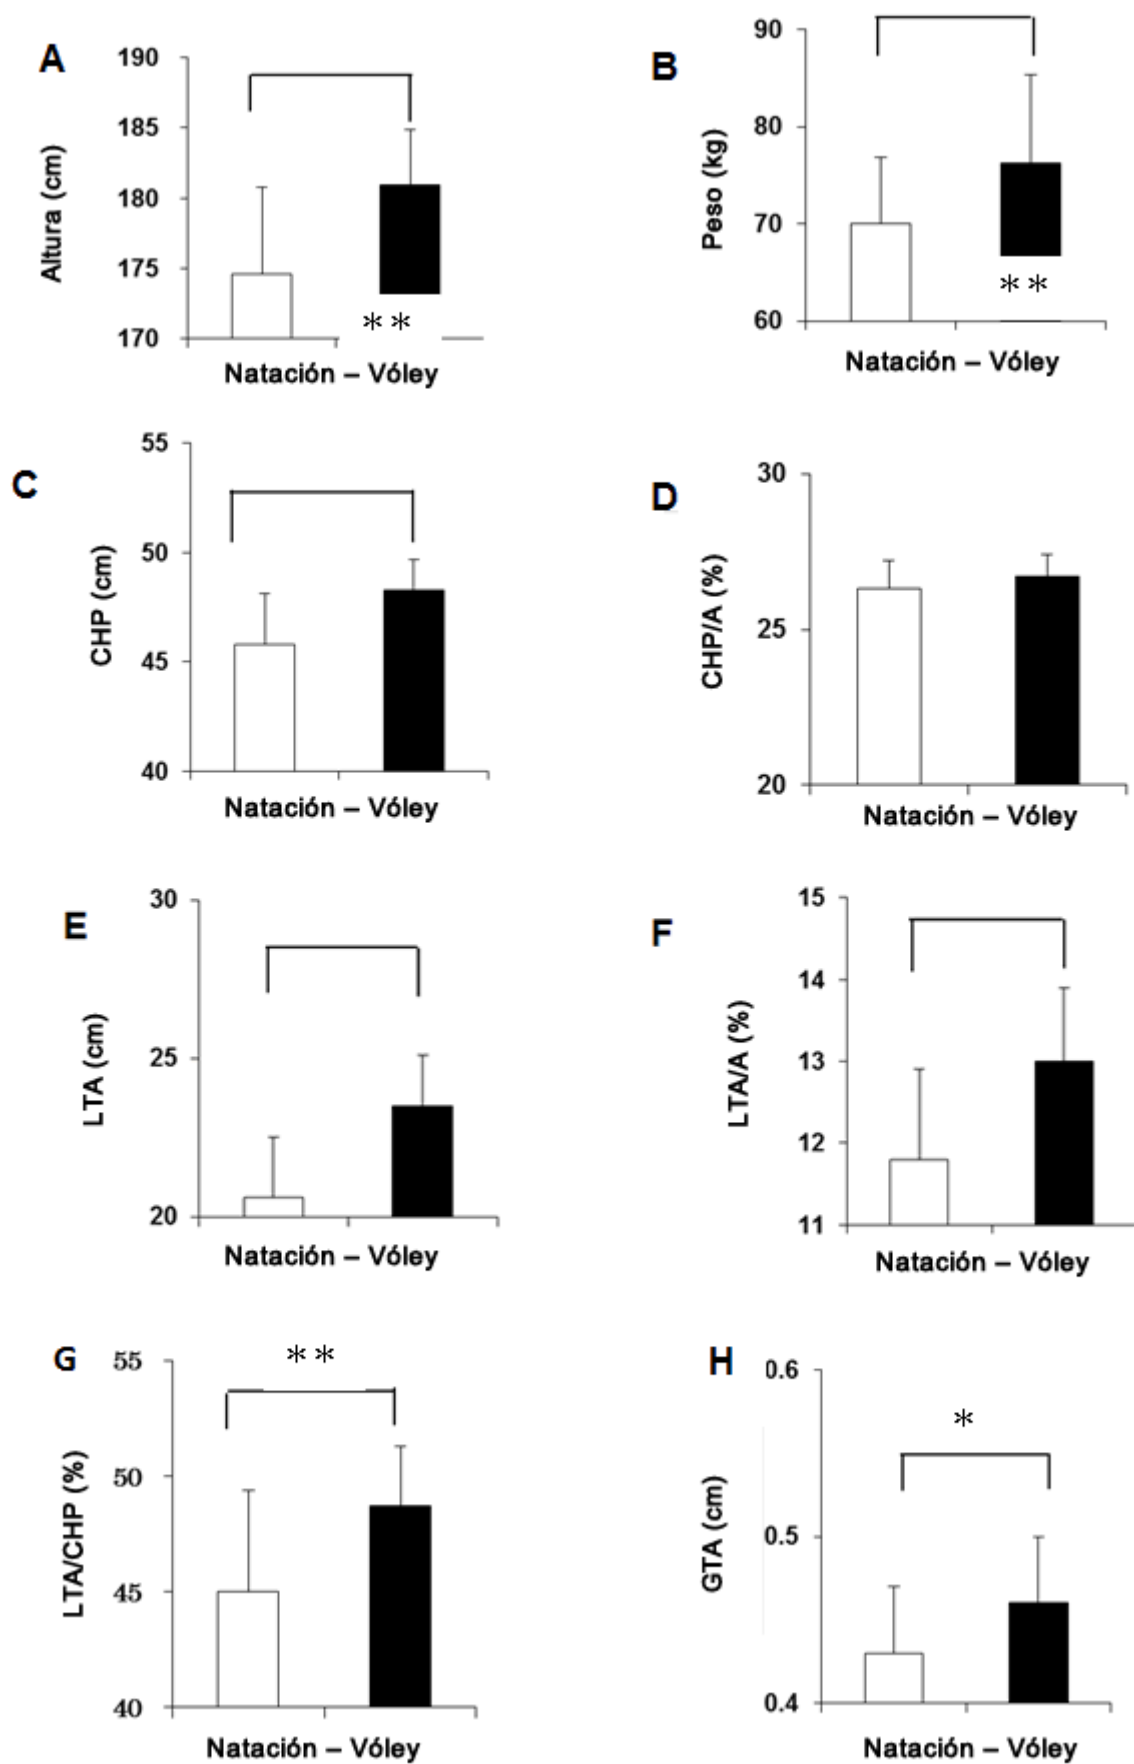 A
Altura (cm)
190
185
180
175
170
**
Natación – Vóley
B
Peso (kg)
90
80
70
60
**
Natación – Vóley
C
CHP (cm)
55
50
45
40
Natación – Vóley
D
CHP/A (%)
30
25
20
Natación – Vóley
E
LTA (cm)
30
25
20
Natación – Vóley
F
LTA/A (%)
15
14
13
12
11
Natación – Vóley
G
LTA/CHP (%)
55
50
45
40
**
Natación – Vóley
H
GTA (cm)
0.6
0.5
0.4
*
Natación – Vóley